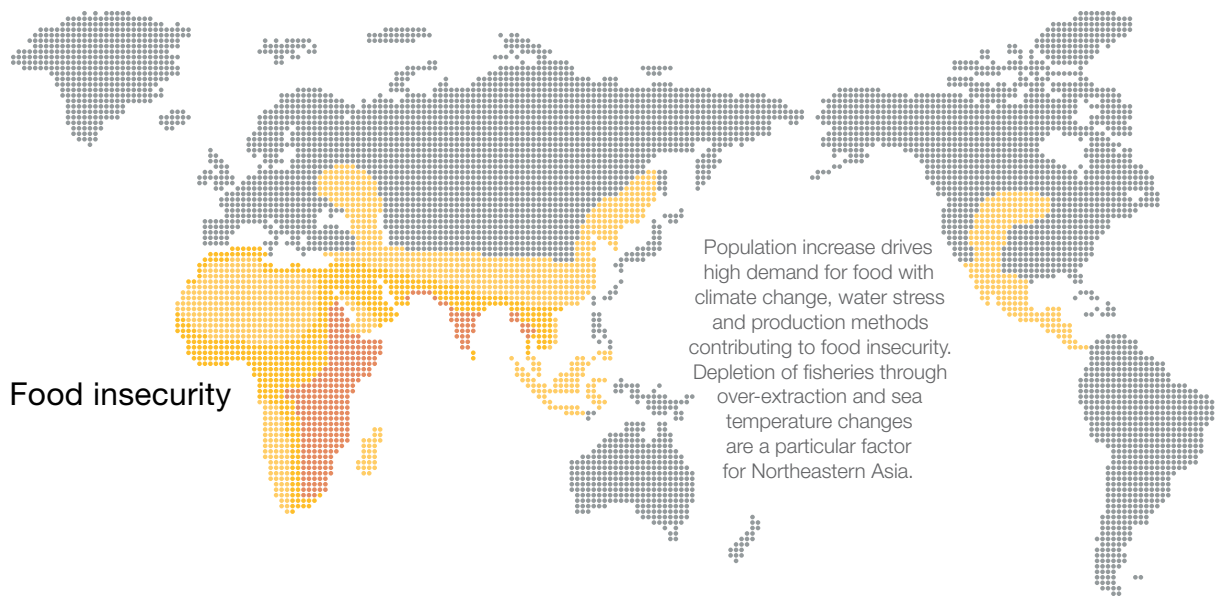 Population increase drives
high demand for food with
climate change, water stress
and production methods
contributing to food insecurity.
Depletion of fisheries through
over-extraction and sea
temperature changes
are a particular factor
for Northeastern Asia.
Food insecurity